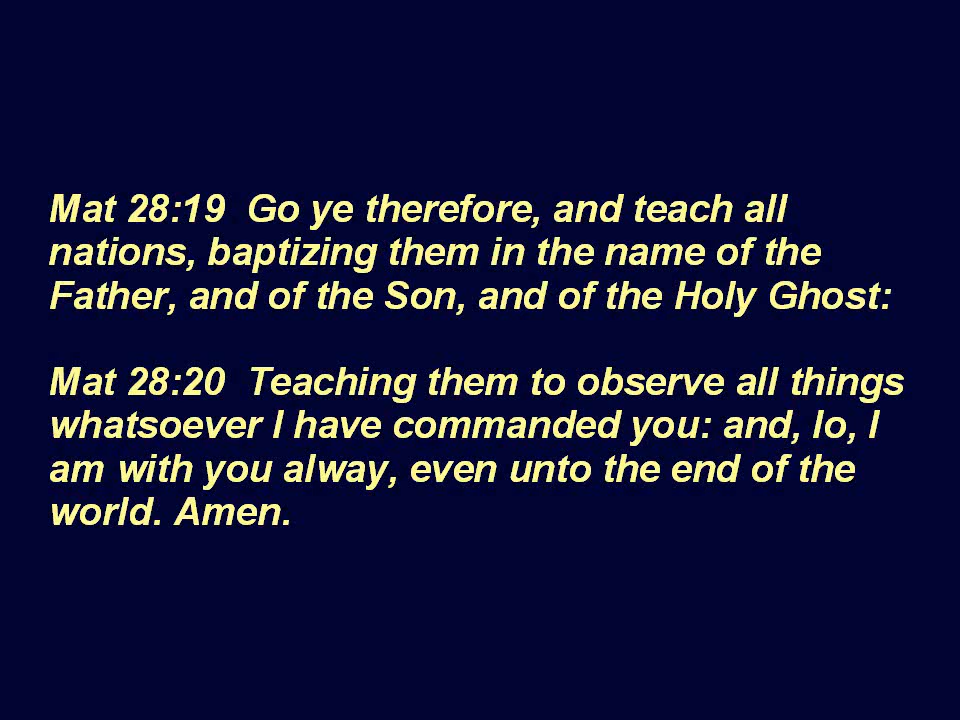 Mat 28:19  Go ye therefore, and teach all
nations, baptizing them in the name of the
Father, and of the Son, and of the Holy Ghost:
Mat 28:20  Teaching them to observe all things
whatsoever I have commanded you: and, lo, I
am with you alway, even unto the end of the
world. Amen.